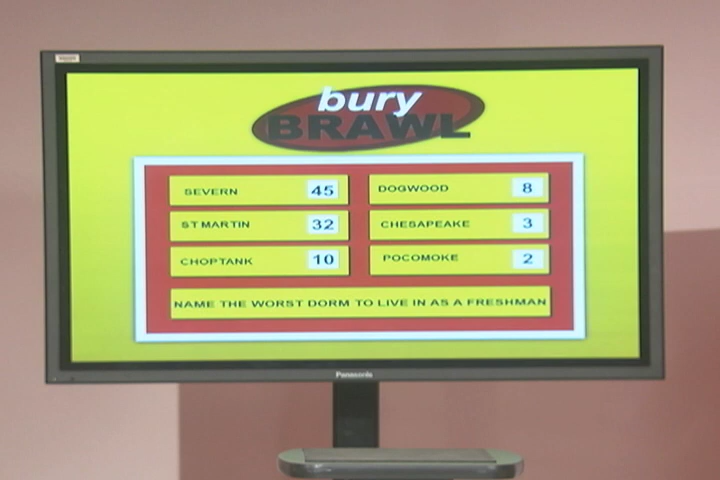 bury
BRAWL
SEVERN 45
DOGWOOD 8
ST MARTIN 32
CHESAPEAKE 3
CHOPTANK 10
POCOMOKE 2
NAME THE WORST DORM TO LIVE IN AS A FRESHMAN
Panasonic